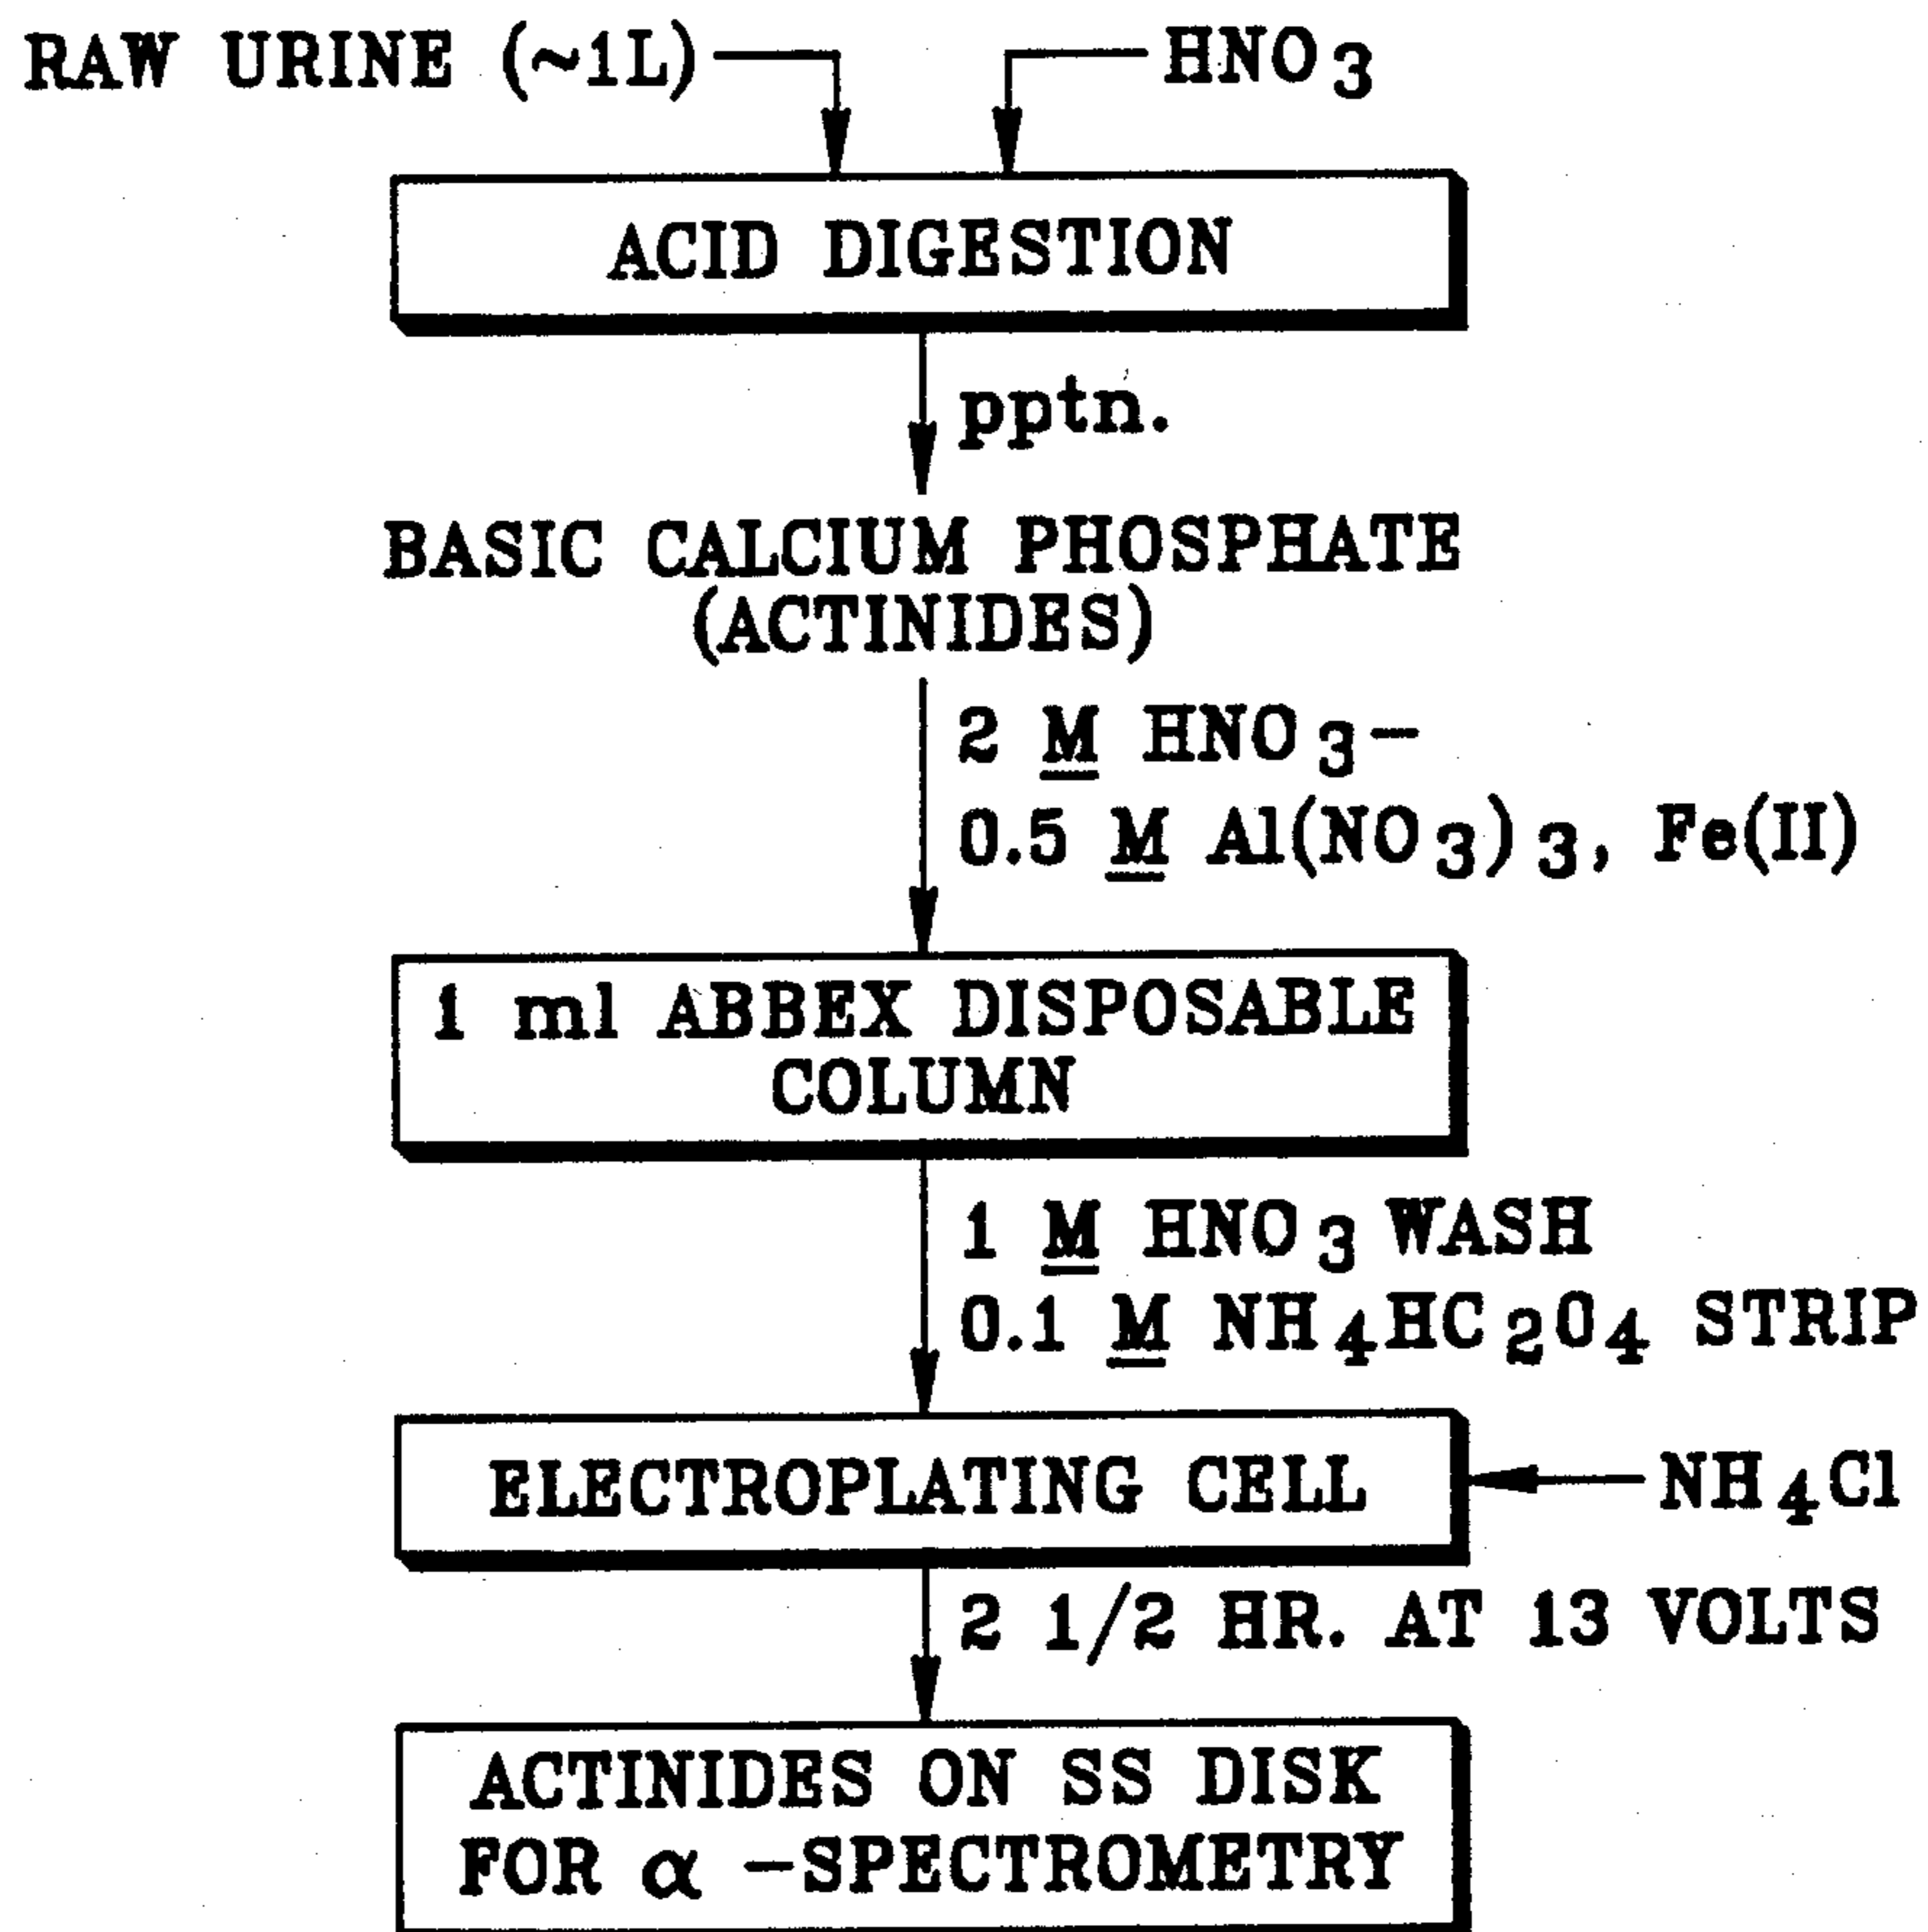 RAW URINE (~1L)
HNO3
ACID DIGESTION
pptn.
BASIC CALCIUM PHOSPHATE
(ACTINIDES)
2 M HNO3-
0.5 M Al(NO3)3, Fe(II)
1 ml ABBEX DISPOSABLE
COLUMN
1 M HNO3 WASH
0.1 M NH4HC2O4 STRIP
ELECTROPLATING CELL
NH4Cl
2 1/2 HR. AT 13 VOLTS
ACTINIDES ON SS DISK
FOR α -SPECTROMETRY